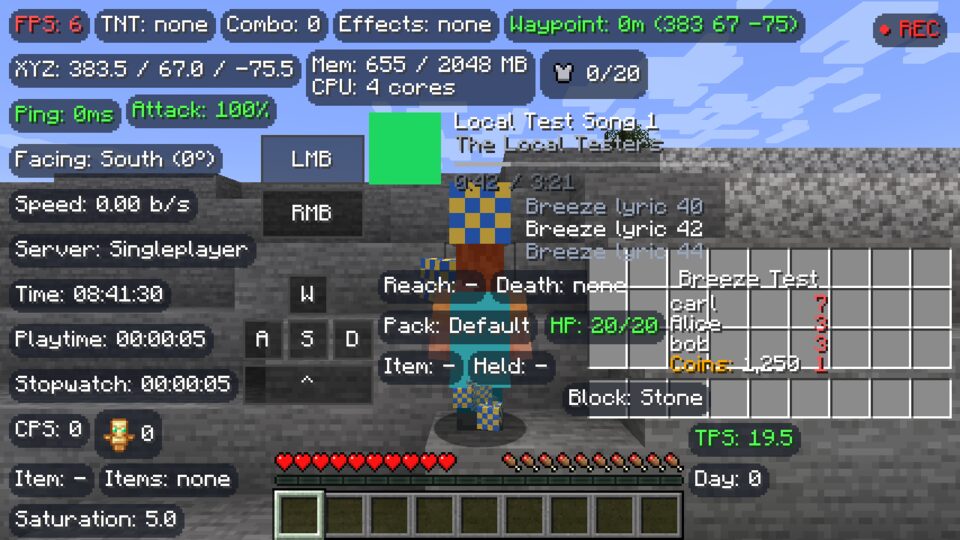 FPS: 6
TNT: none
Combo: 0
Effects: none
Waypoint: 0m (383 67 -75)
• REC
XYZ: 383.5 / 67.0 / -75.5
Mem: 655 / 2048 MB
CPU: 4 cores
0/20
Ping: 0ms
Attack: 100%
Local Test Song 1
The Local Testers
0:42 / 3:21
Facing: South (0°)
LMB
RMB
Breeze lyric 40
Breeze lyric 42
Breeze lyric 44
Speed: 0.00 b/s
Server: Singleplayer
Time: 08:41:30
W
A
S
D
^
Reach: -
Death: none
Pack: Default
HP: 20/20
Item: -
Held: -
Breeze Test
carl 7
Alice 3
bob 3
Coins: 1,250 1
Block: Stone
Playtime: 00:00:05
Stopwatch: 00:00:05
CPS: 0
0
TPS: 19.5
Item: -
Items: none
Day: 0
Saturation: 5.0